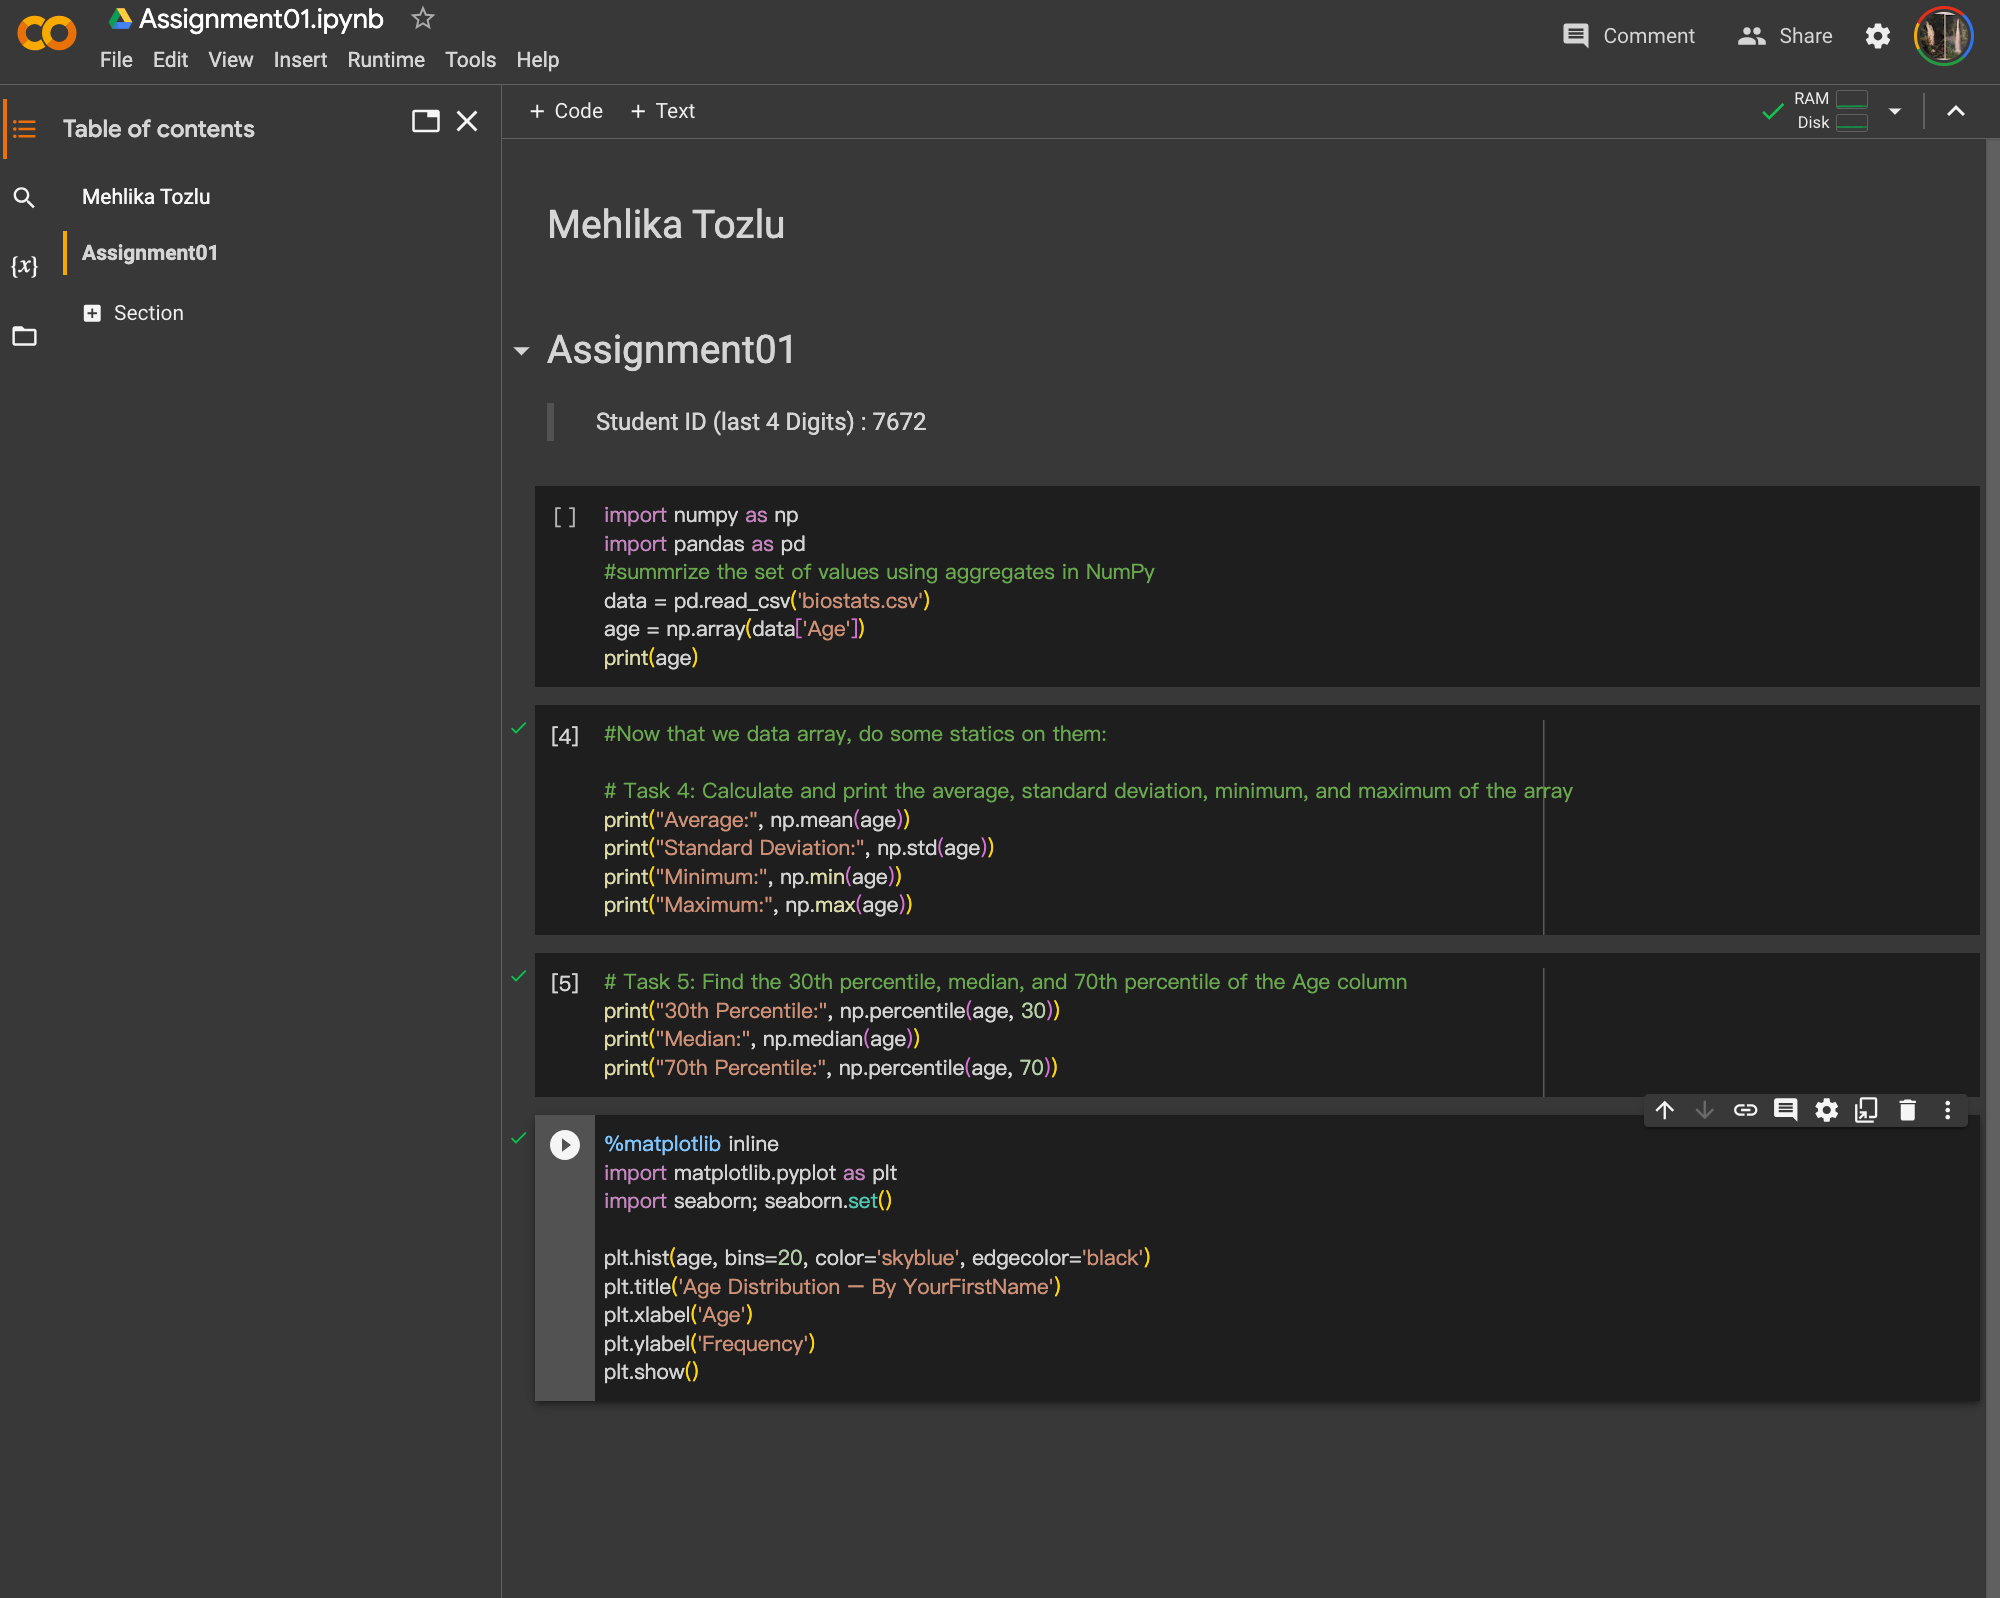 Assignment01.ipynb
File Edit View Insert Runtime Tools Help
Comment Share
Table of contents
+ Code + Text
RAM
Disk
Mehlika Tozlu
Assignment01
Section
Mehlika Tozlu
Assignment01
Student ID (last 4 Digits) : 7672
[ ]
import numpy as np
import pandas as pd
#summrize the set of values using aggregates in NumPy
data = pd.read_csv('biostats.csv')
age = np.array(data['Age'])
print(age)
[4]
#Now that we data array, do some statics on them:
# Task 4: Calculate and print the average, standard deviation, minimum, and maximum of the array
print("Average:", np.mean(age))
print("Standard Deviation:", np.std(age))
print("Minimum:", np.min(age))
print("Maximum:", np.max(age))
[5]
# Task 5: Find the 30th percentile, median, and 70th percentile of the Age column
print("30th Percentile:", np.percentile(age, 30))
print("Median:", np.median(age))
print("70th Percentile:", np.percentile(age, 70))
%matplotlib inline
import matplotlib.pyplot as plt
import seaborn; seaborn.set()
plt.hist(age, bins=20, color='skyblue', edgecolor='black')
plt.title('Age Distribution — By YourFirstName')
plt.xlabel('Age')
plt.ylabel('Frequency')
plt.show()